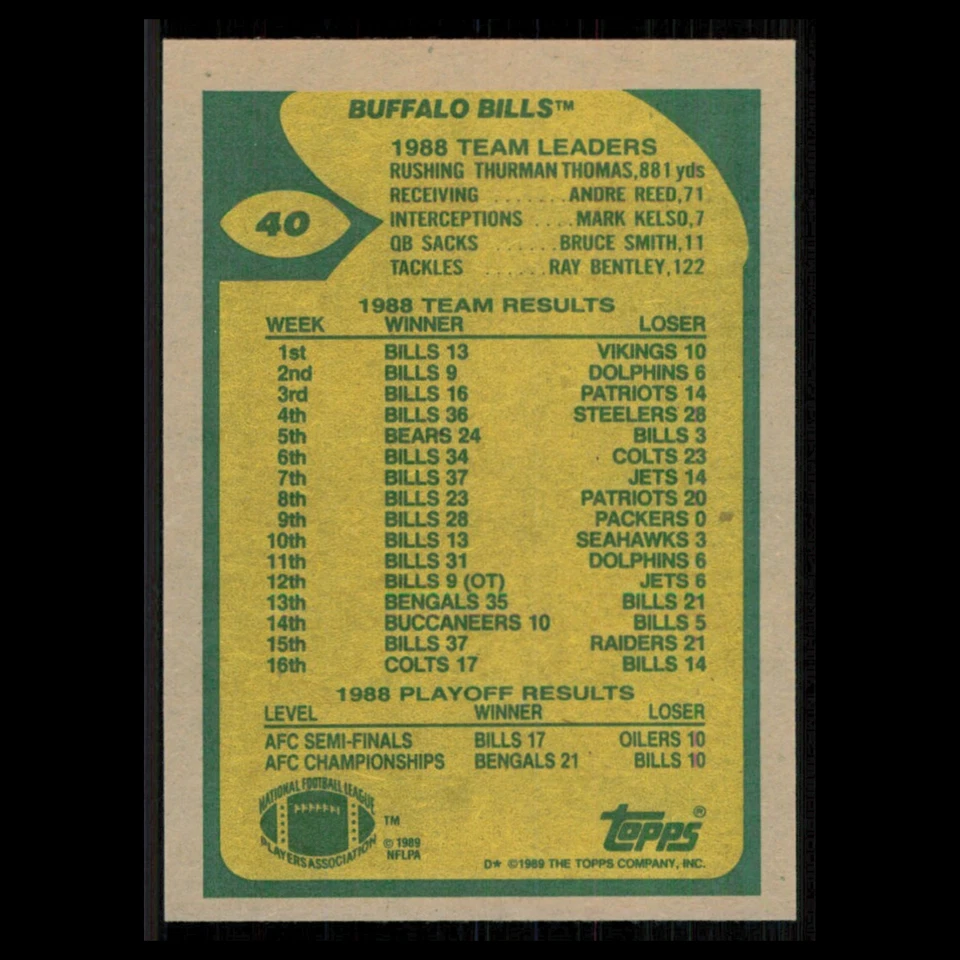 BUFFALO BILLS™
1988 TEAM LEADERS
RUSHING THURMAN THOMAS, 881 yds
RECEIVING ....... ANDRE REED, 71
40
INTERCEPTIONS .... MARK KELSO, 7
QB SACKS ....... BRUCE SMITH, 11
TACKLES ...... RAY BENTLEY, 122
1988 TEAM RESULTS
WEEK WINNER LOSER
1st BILLS 13 VIKINGS 10
2nd BILLS 9 DOLPHINS 6
3rd BILLS 16 PATRIOTS 14
4th BILLS 36 STEELERS 28
5th BEARS 24 BILLS 3
6th BILLS 34 COLTS 23
7th BILLS 37 JETS 14
8th BILLS 23 PATRIOTS 20
9th BILLS 28 PACKERS 0
10th BILLS 13 SEAHAWKS 3
11th BILLS 31 DOLPHINS 6
12th BILLS 9 (OT) JETS 6
13th BENGALS 35 BILLS 21
14th BUCCANEERS 10 BILLS 5
15th BILLS 37 RAIDERS 21
16th COLTS 17 BILLS 14
1988 PLAYOFF RESULTS
LEVEL WINNER LOSER
AFC SEMI-FINALS BILLS 17 OILERS 10
AFC CHAMPIONSHIPS BENGALS 21 BILLS 10
NATIONAL FOOTBALL LEAGUE
PLAYERS ASSOCIATION
TM
© 1989
NFLPA
topps®
D★ ©1989 THE TOPPS COMPANY, INC.